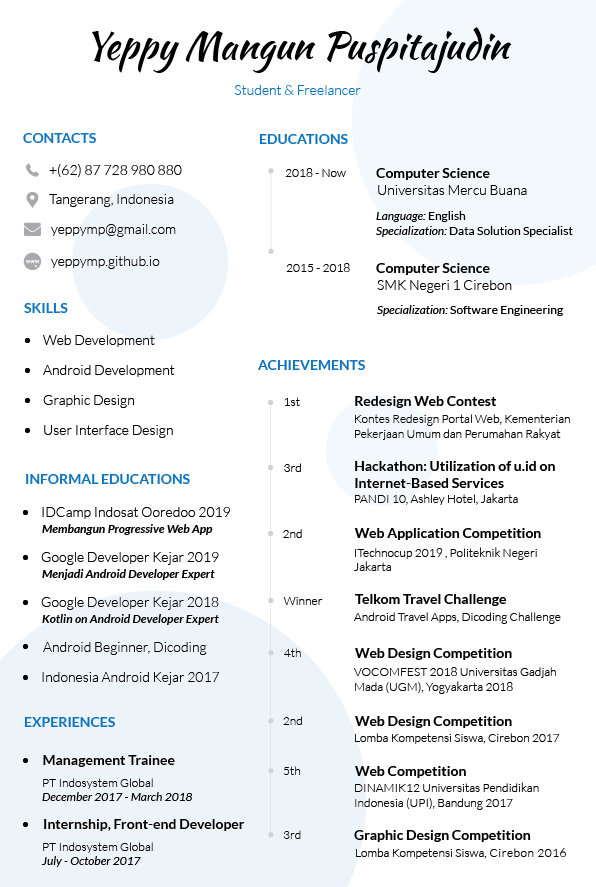 Yeppy Mangun Puspitajudin
Student & Freelancer
CONTACTS
+(62) 87 728 980 880
Tangerang, Indonesia
yeppymp@gmail.com
www
yeppymp.github.io
SKILLS
Web Development
Android Development
Graphic Design
User Interface Design
INFORMAL EDUCATIONS
IDCamp Indosat Ooredoo 2019
Membangun Progressive Web App
Google Developer Kejar 2019
Menjadi Android Developer Expert
Google Developer Kejar 2018
Kotlin on Android Developer Expert
Android Beginner, Dicoding
Indonesia Android Kejar 2017
EXPERIENCES
Management Trainee
PT Indosystem Global
December 2017 - March 2018
Internship, Front-end Developer
PT Indosystem Global
July - October 2017
EDUCATIONS
2018 - Now
Computer Science
Universitas Mercu Buana
Language: English
Specialization: Data Solution Specialist
2015 - 2018
Computer Science
SMK Negeri 1 Cirebon
Specialization: Software Engineering
ACHIEVEMENTS
1st
Redesign Web Contest
Kontes Redesign Portal Web, Kementerian
Pekerjaan Umum dan Perumahan Rakyat
3rd
Hackathon: Utilization of u.id on
Internet-Based Services
PANDI 10, Ashley Hotel, Jakarta
2nd
Web Application Competition
ITechnocup 2019 , Politeknik Negeri
Jakarta
Winner
Telkom Travel Challenge
Android Travel Apps, Dicoding Challenge
4th
Web Design Competition
VOCOMFEST 2018 Universitas Gadjah
Mada (UGM), Yogyakarta 2018
2nd
Web Design Competition
Lomba Kompetensi Siswa, Cirebon 2017
5th
Web Competition
DINAMIK12 Universitas Pendidikan
Indonesia (UPI), Bandung 2017
3rd
Graphic Design Competition
Lomba Kompetensi Siswa, Cirebon 2016